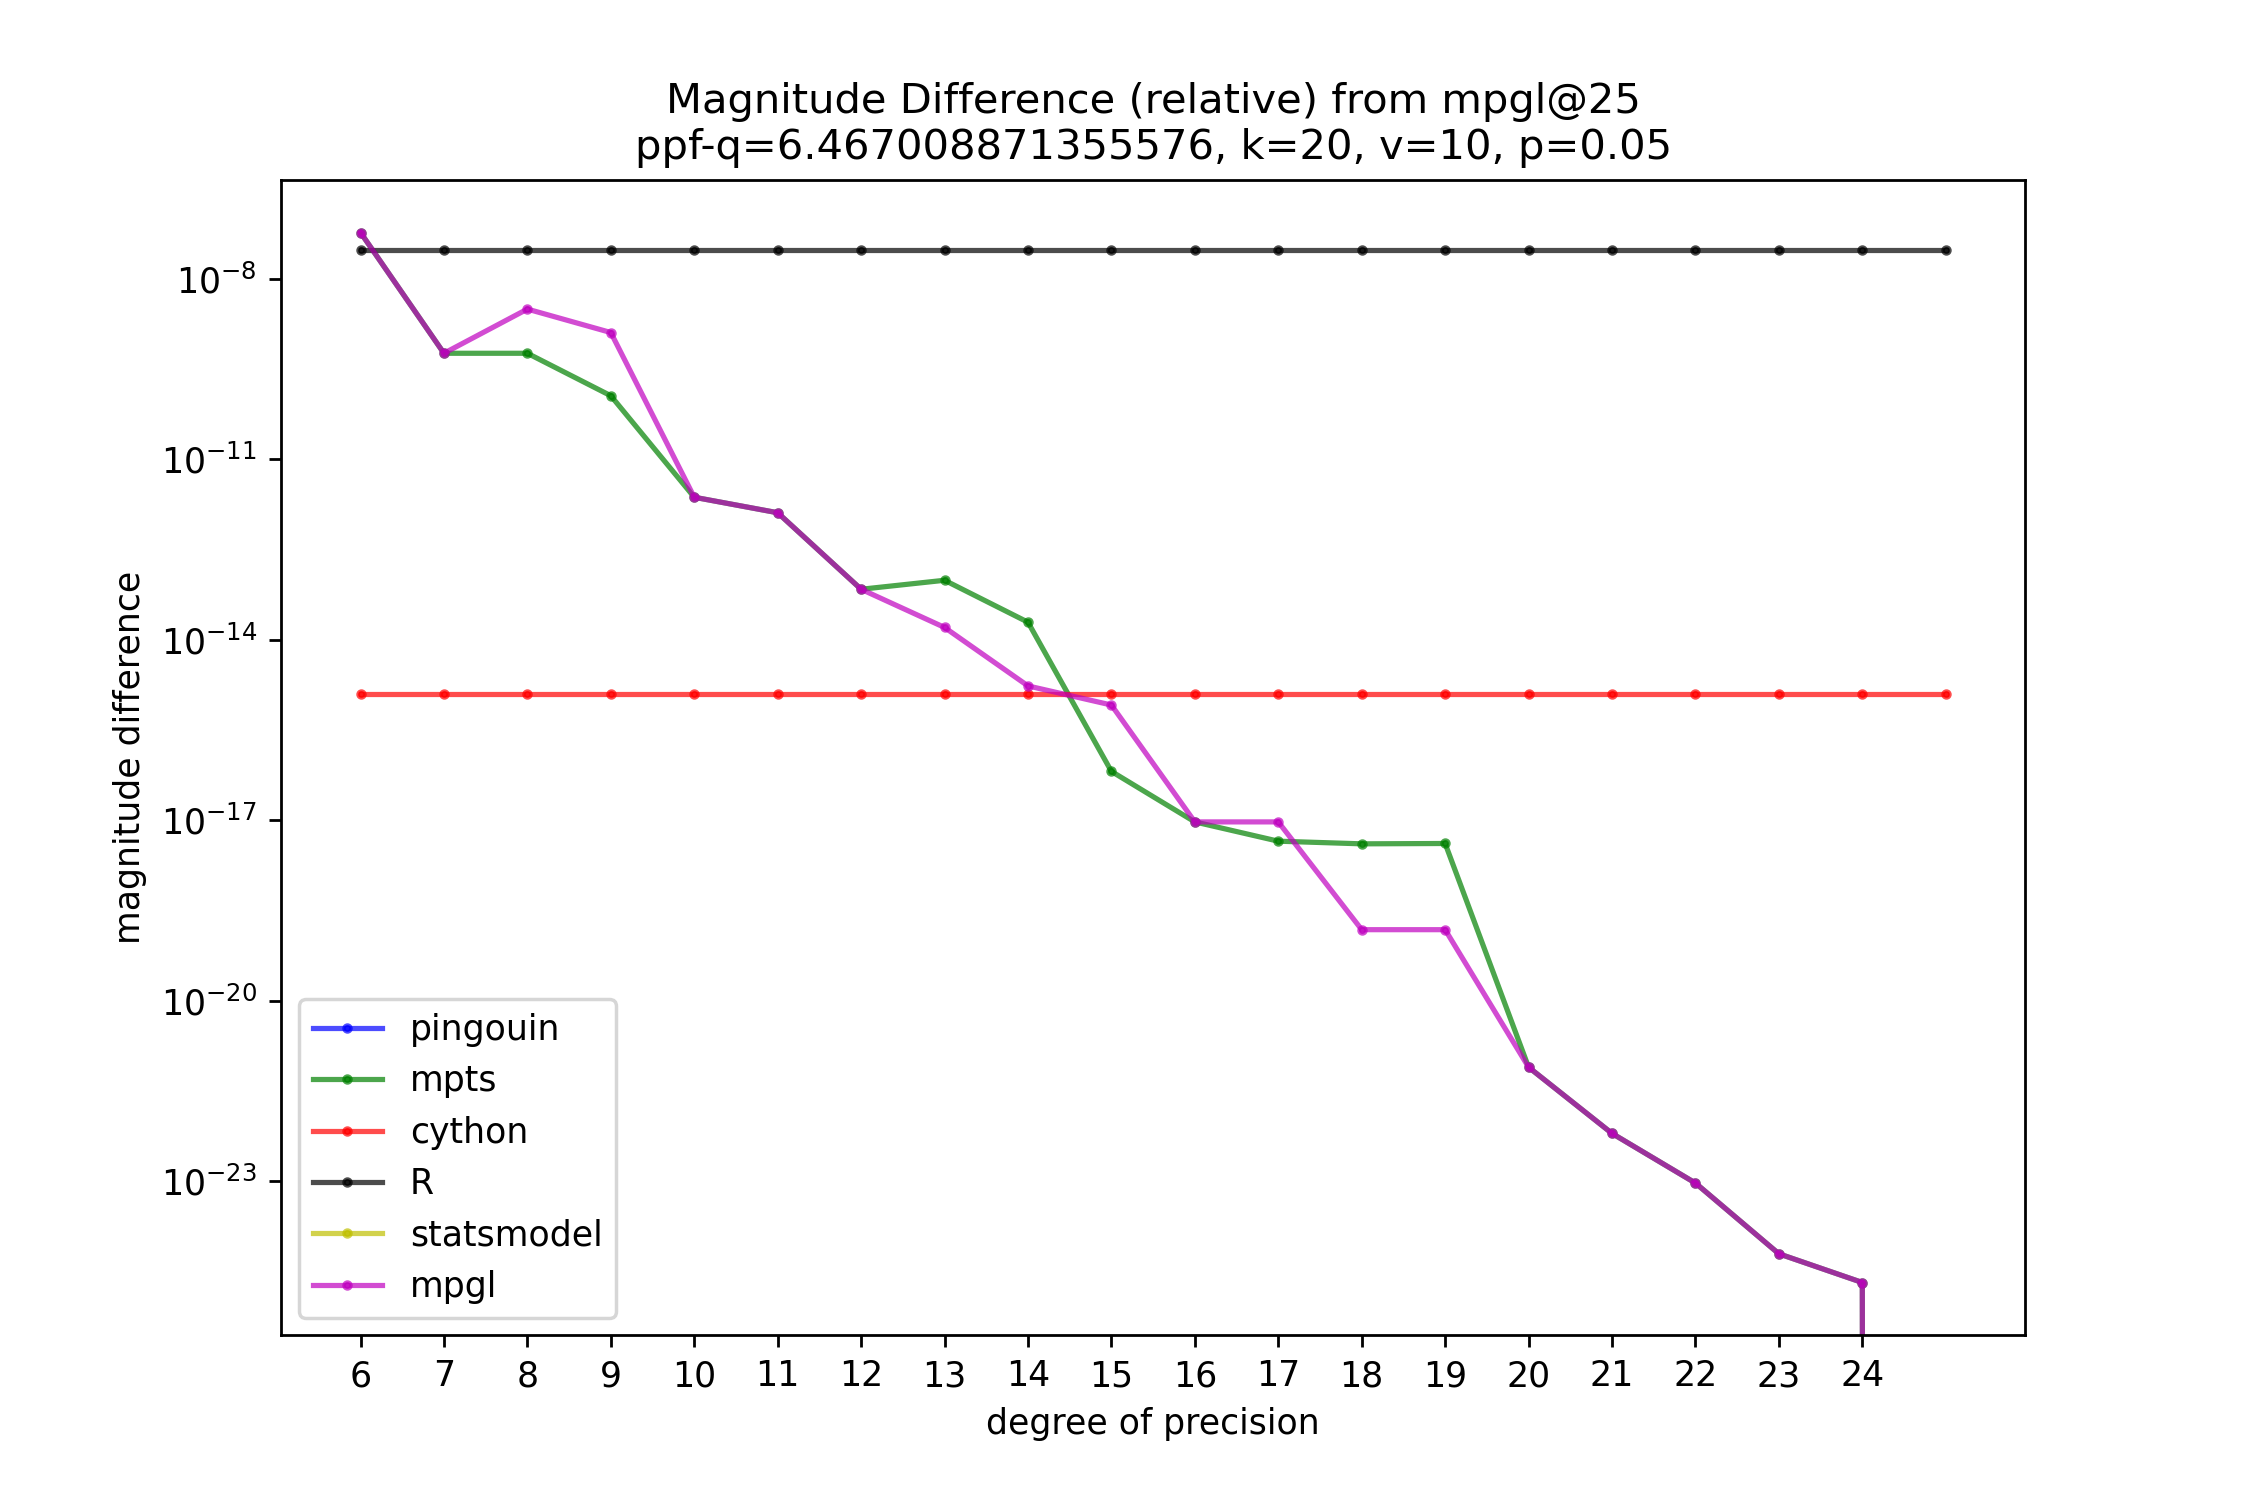 Magnitude Difference (relative) from mpgl@25
ppf-q=6.467008871355576, k=20, v=10, p=0.05
magnitude difference
10⁻⁸
10⁻¹¹
10⁻¹⁴
10⁻¹⁷
10⁻²⁰
10⁻²³
pingouin
mpts
cython
R
statsmodel
mpgl
6 7 8 9 10 11 12 13 14 15 16 17 18 19 20 21 22 23 24
degree of precision